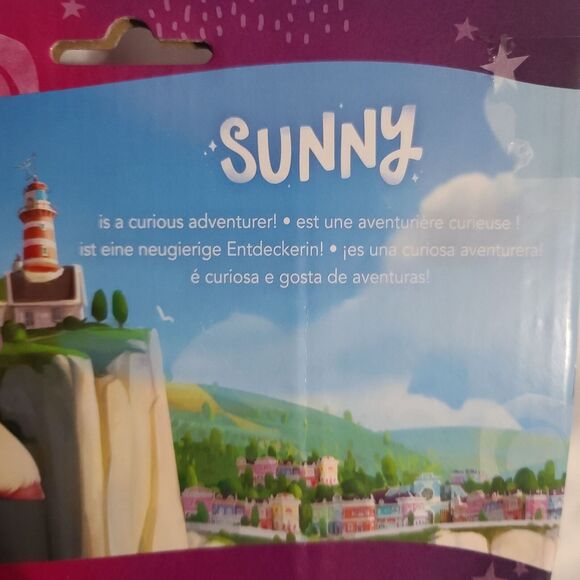 SUNNY
is a curious adventurer! • est une aventurière curieuse !
ist eine neugierige Entdeckerin! • ¡es una curiosa aventurera!
é curiosa e gosta de aventuras!